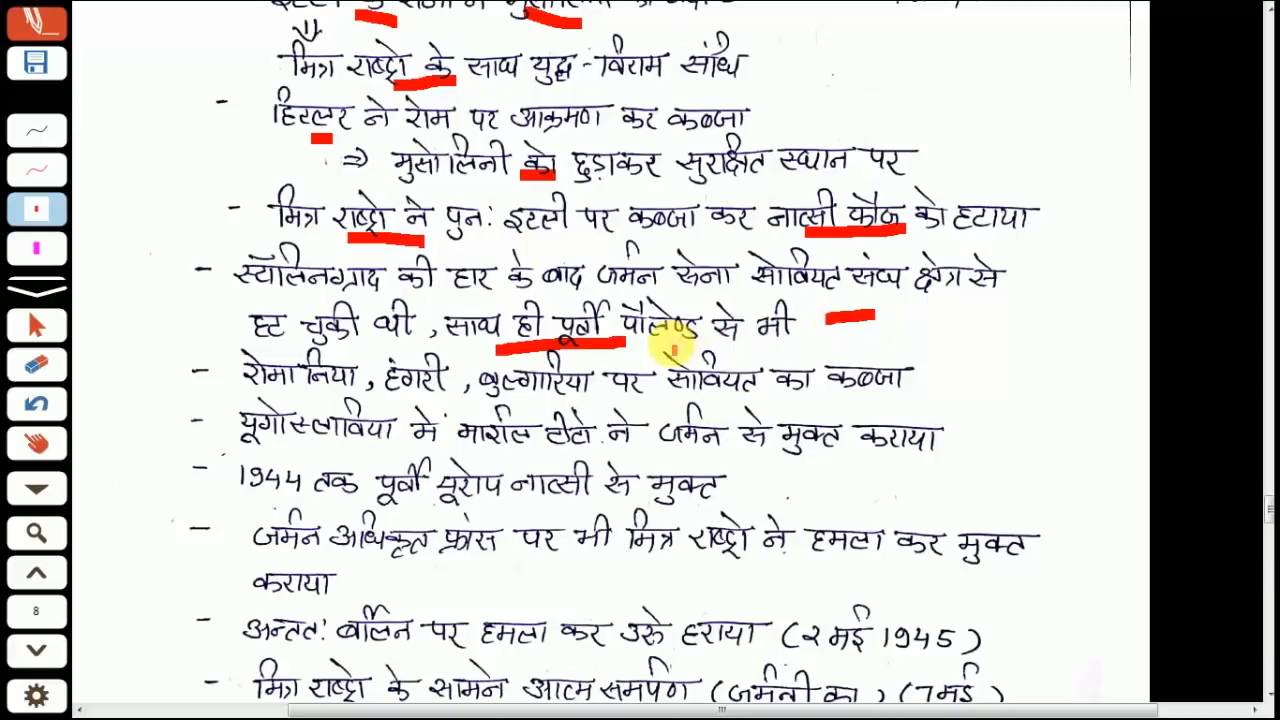 मित्र राष्ट्रो के साथ युद्ध-विराम संधि
- हिटलर ने रोम पर आक्रमण कर कब्जा
⇒ मुसोलिनी को छुड़ाकर सुरक्षित स्थान पर
- मित्र राष्ट्रो ने पुनः इटली पर कब्जा कर नात्सी फौज को हटाया
- स्टॅालिनग्राद की हार के बाद जर्मन सेना सोवियत संघ क्षेत्र से
हट चुकी थी, साथ ही पूर्वी पौलेण्ड से भी
- रोमानिया, हंगरी, बुल्गारिया पर सोवियत का कब्जा
- यूगोस्लाविया में मार्शल टीटो ने जर्मन से मुक्त कराया
- 1944 तक पूर्वी यूरोप नात्सी से मुक्त
- जर्मन अधिकृत फ्रांस पर भी मित्र राष्ट्रो ने हमला कर मुक्त
कराया
- अन्ततः बर्लिन पर हमला कर उसे हराया (2 मई 1945)
- मित्र राष्ट्रो के सामने आत्म समर्पण (जर्मनी का) (7 मई)
8